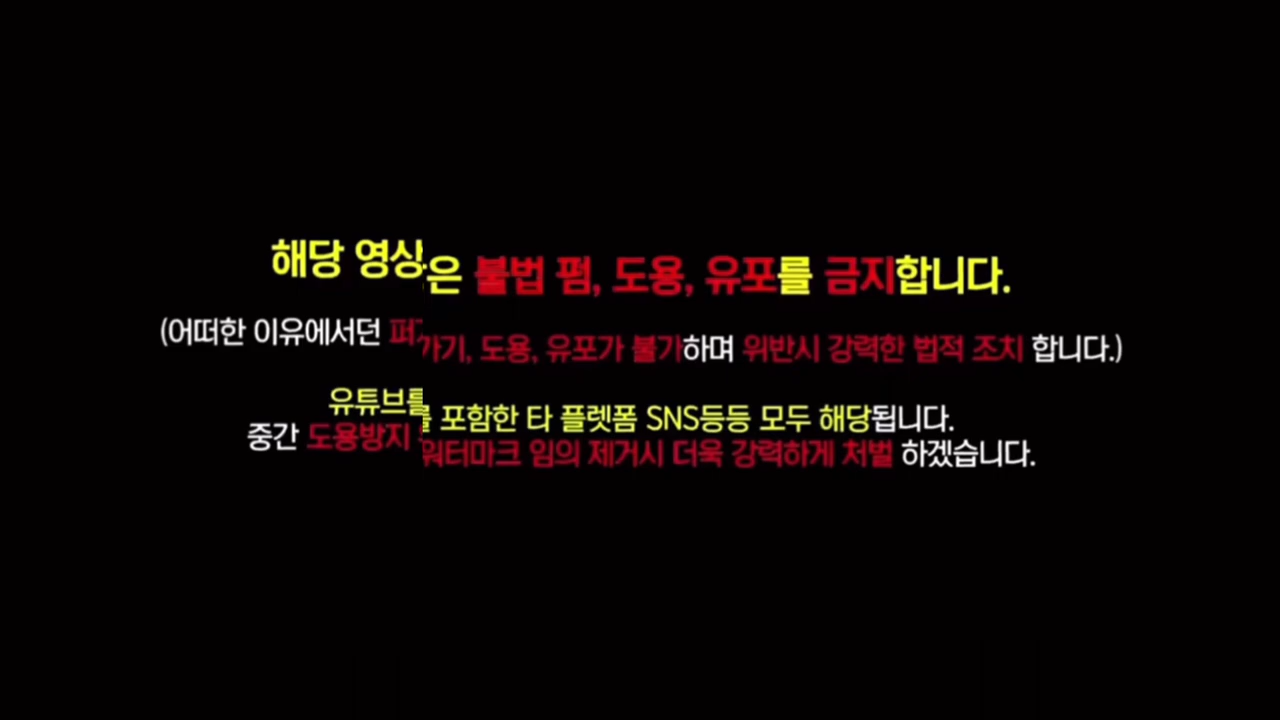 해당 영상은 불법 펌, 도용, 유포를 금지합니다.
(어떠한 이유에서던 퍼가기, 도용, 유포가 불가하며 위반시 강력한 법적 조치 합니다.)
유튜브를 포함한 타 플렛폼 SNS등등 모두 해당됩니다.
중간 도용방지 워터마크 임의 제거시 더욱 강력하게 처벌 하겠습니다.